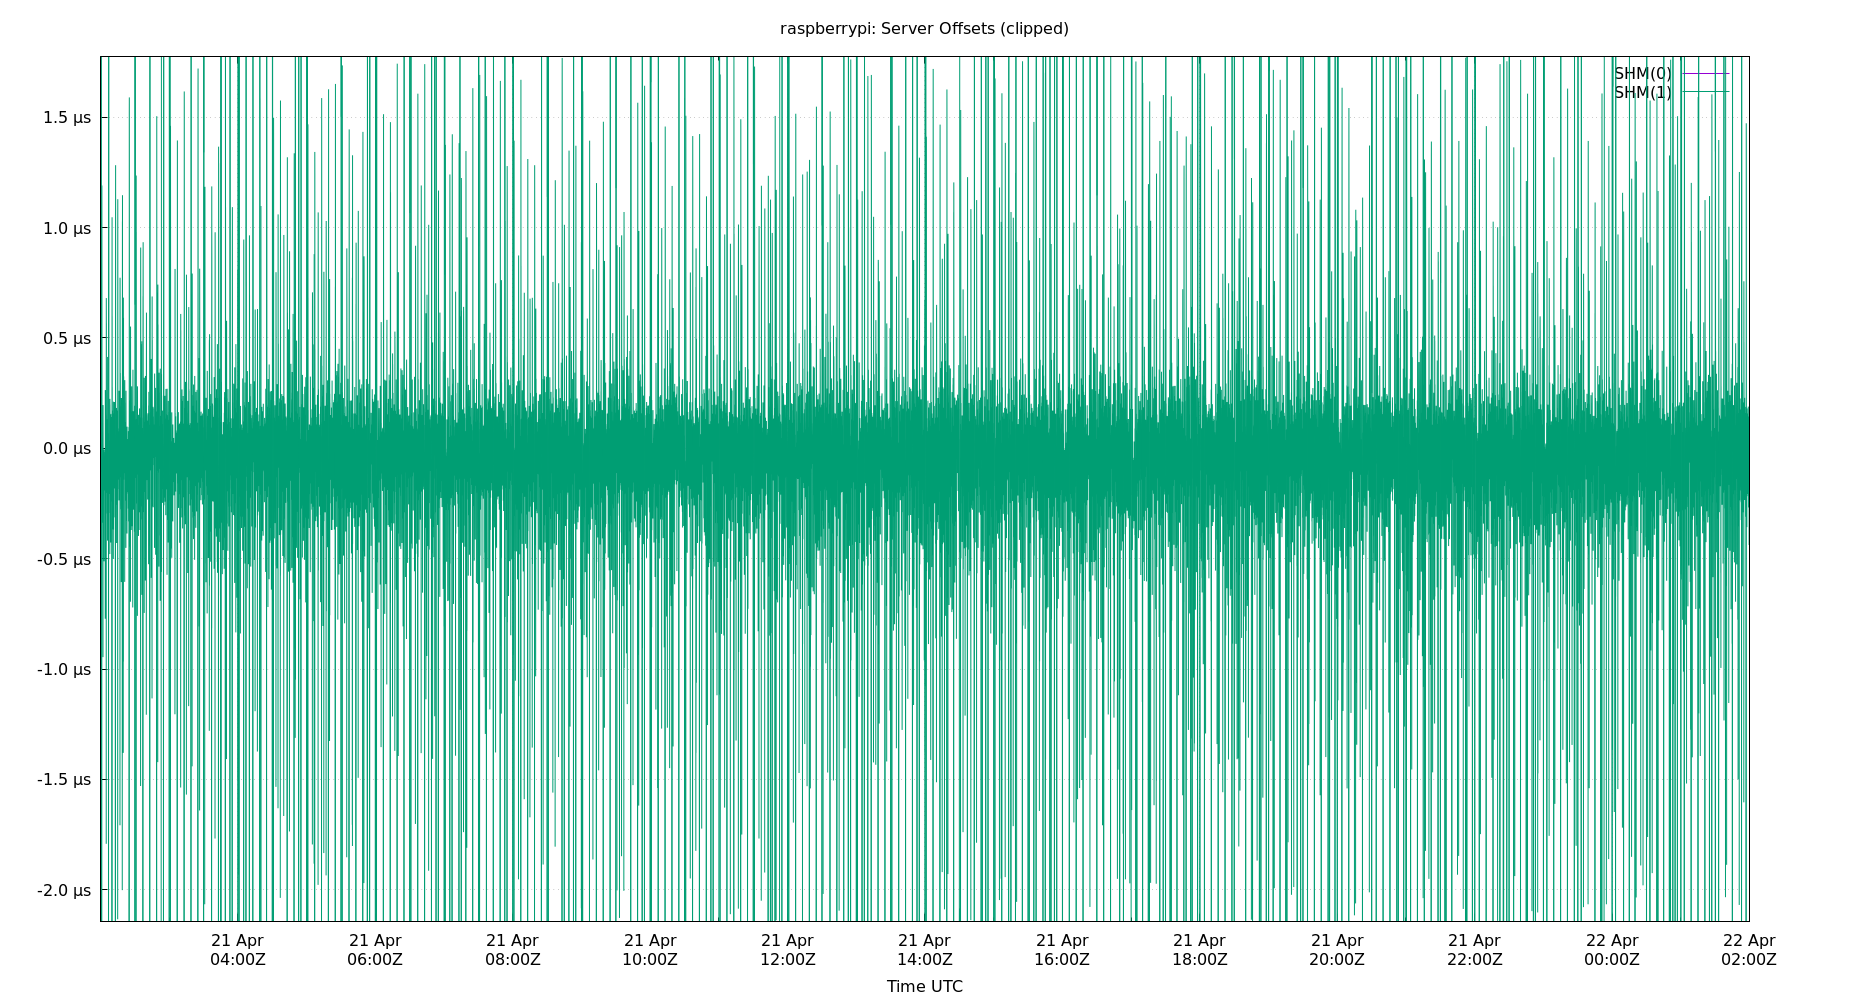 raspberrypi: Server Offsets (clipped)
SHM(0)
SHM(1)
1.5 µs
1.0 µs
0.5 µs
0.0 µs
-0.5 µs
-1.0 µs
-1.5 µs
-2.0 µs
21 Apr 21 Apr 21 Apr 21 Apr 21 Apr 21 Apr 21 Apr 21 Apr 21 Apr 21 Apr 22 Apr 22 Apr
04:00Z 06:00Z 08:00Z 10:00Z 12:00Z 14:00Z 16:00Z 18:00Z 20:00Z 22:00Z 00:00Z 02:00Z
Time UTC